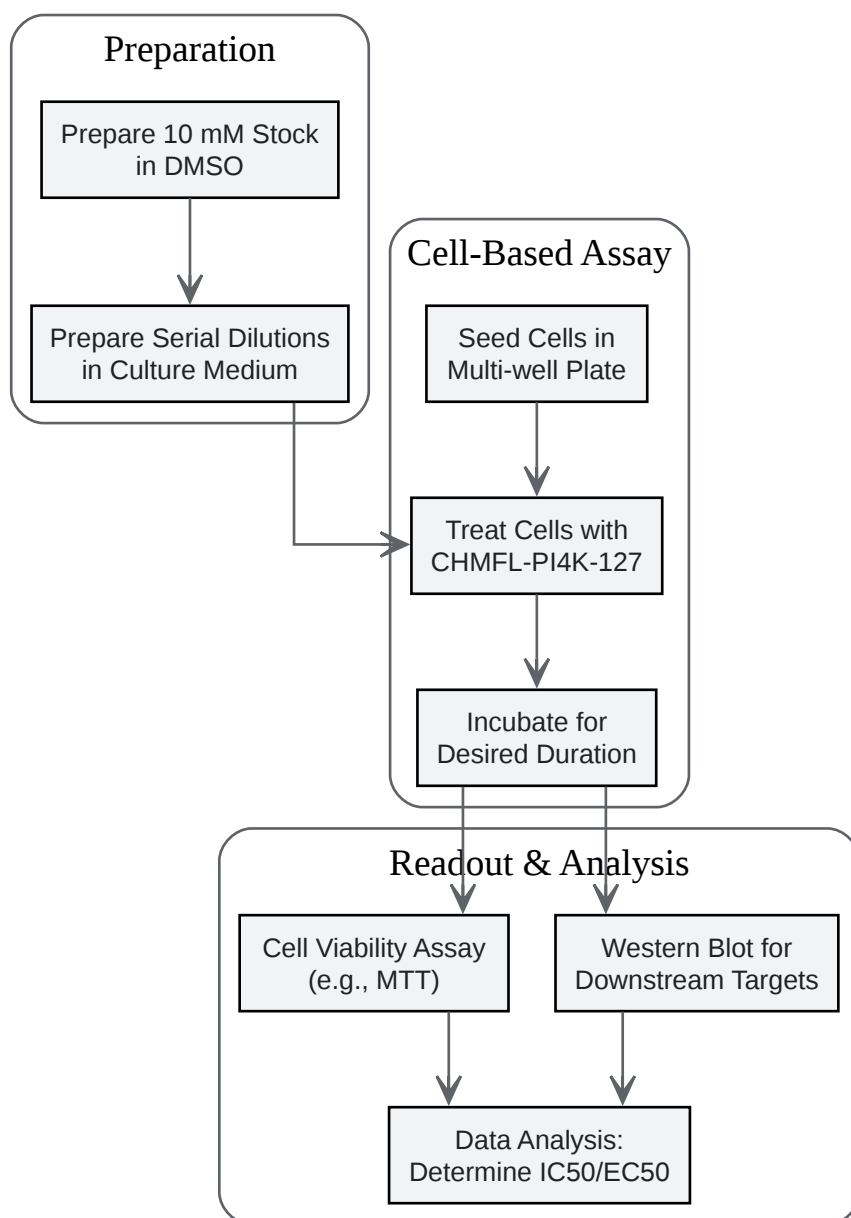 Preparation
Prepare 10 mM Stock
in DMSO
Prepare Serial Dilutions
in Culture Medium
Cell-Based Assay
Seed Cells in
Multi-well Plate
Treat Cells with
CHMFL-PI4K-127
Incubate for
Desired Duration
Readout & Analysis
Cell Viability Assay
(e.g., MTT)
Western Blot for
Downstream Targets
Data Analysis:
Determine IC50/EC50